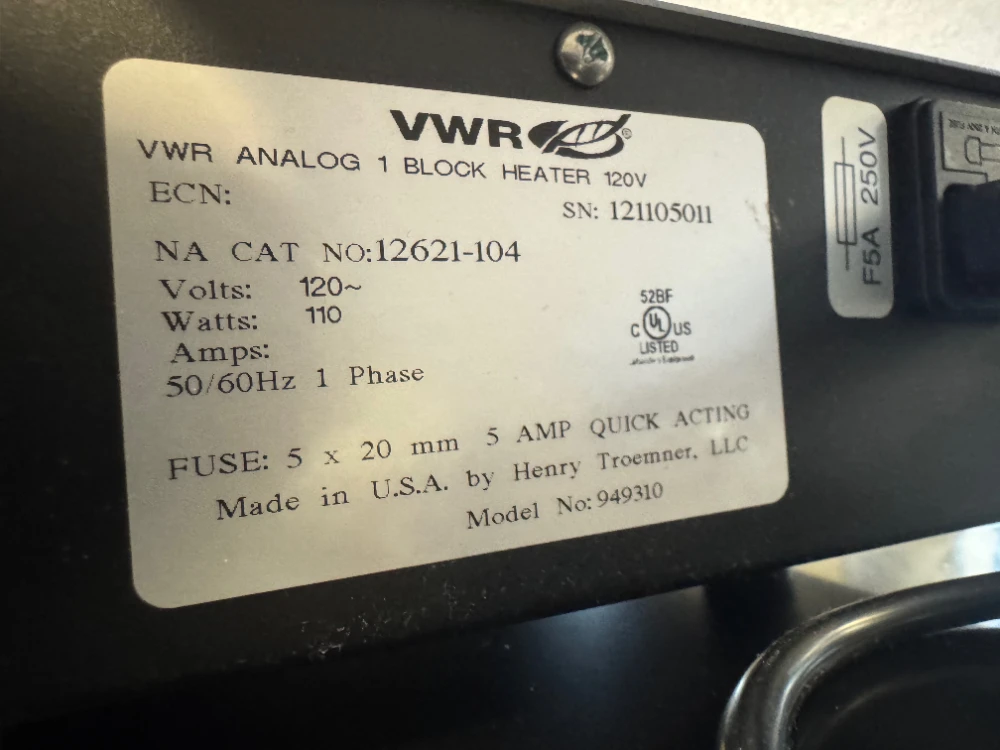 VWR®
VWR ANALOG 1 BLOCK HEATER 120V
ECN:
SN: 121105011
NA CAT NO:12621-104
Volts: 120~
Watts: 110
Amps:
50/60Hz 1 Phase
52BF
C UL US
LISTED
FUSE: 5 x 20 mm 5 AMP QUICK ACTING
Made in U.S.A. by Henry Troemner, LLC
Model No:949310
F5A 250V